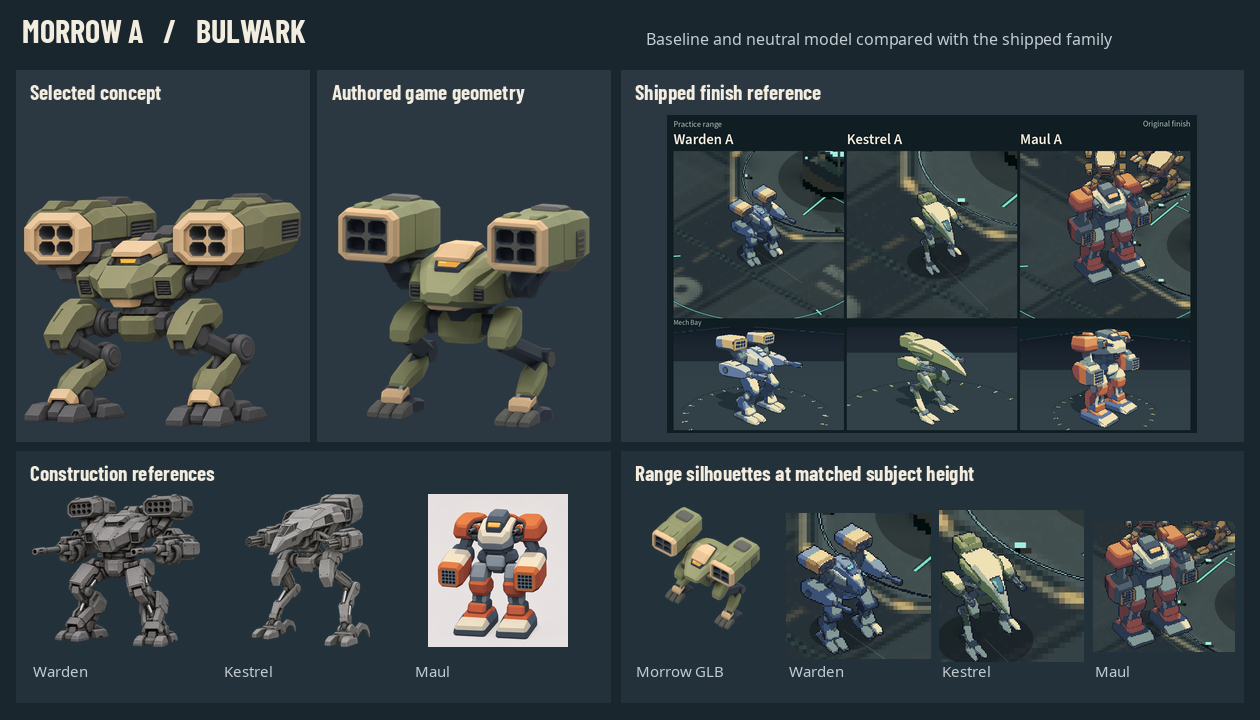 MORROW A / BULWARK
Baseline and neutral model compared with the shipped family
Selected concept
Authored game geometry
Shipped finish reference
Practice range
Original finish
Warden A
Kestrel A
Maul A
Mech Bay
Construction references
Warden
Kestrel
Maul
Range silhouettes at matched subject height
Morrow GLB
Warden
Kestrel
Maul